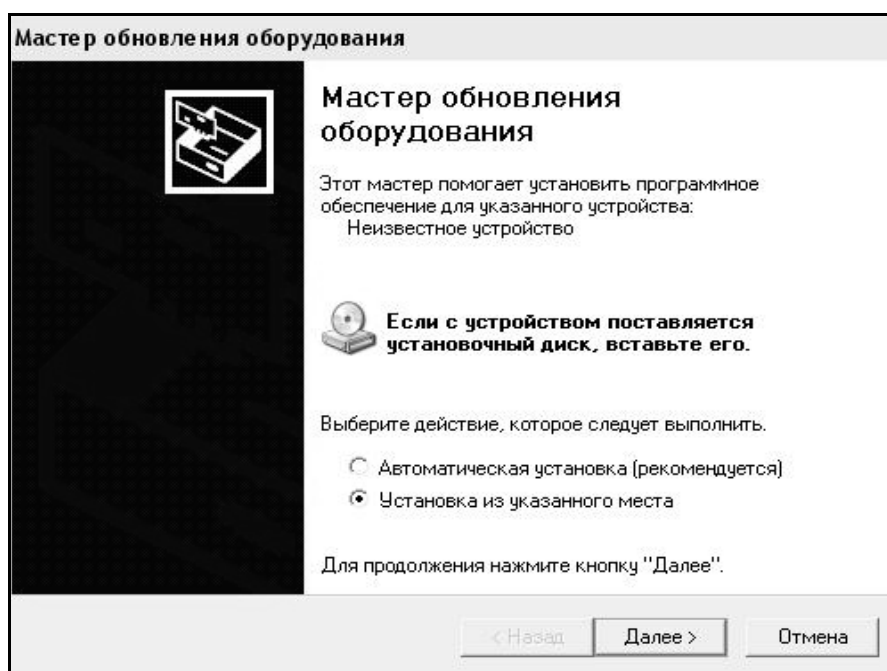 Мастер обновления оборудования
Мастер обновления
оборудования
Этот мастер помогает установить программное
обеспечение для указанного устройства:
Неизвестное устройство
Если с устройством поставляется
установочный диск, вставьте его.
Выберите действие, которое следует выполнить.
Автоматическая установка (рекомендуется)
Установка из указанного места
Для продолжения нажмите кнопку "Далее".
< Назад Далее > Отмена